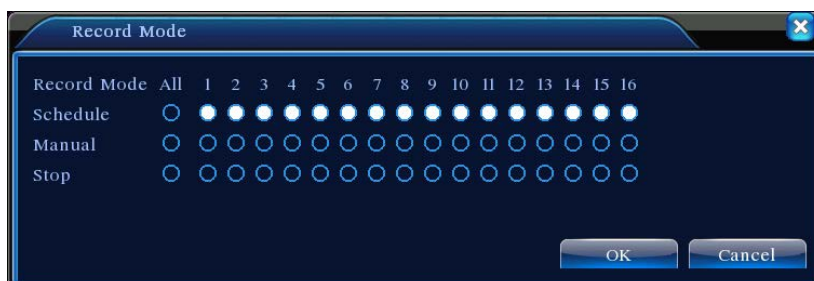 Record Mode
Record Mode All 1 2 3 4 5 6 7 8 9 10 11 12 13 14 15 16
Schedule
Manual
Stop
OK Cancel